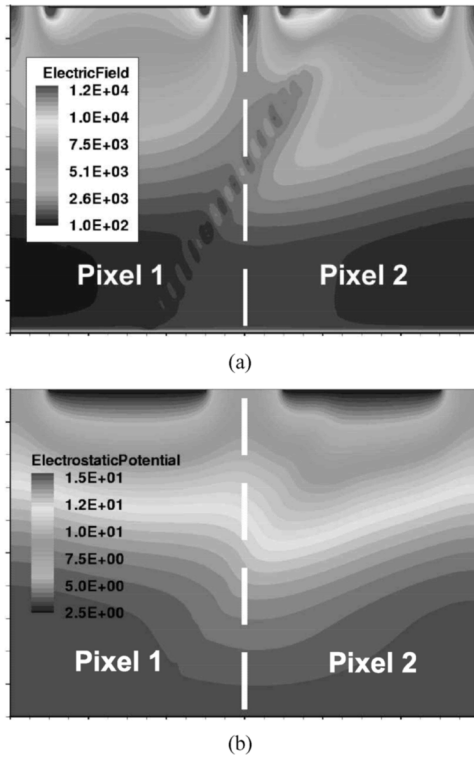 ElectricField
1.2E+04
1.0E+04
7.5E+03
5.1E+03
2.6E+03
1.0E+02
Pixel 1
Pixel 2
(a)
ElectrostaticPotential
1.5E+01
1.2E+01
1.0E+01
7.5E+00
5.0E+00
2.5E+00
Pixel 1
Pixel 2
(b)